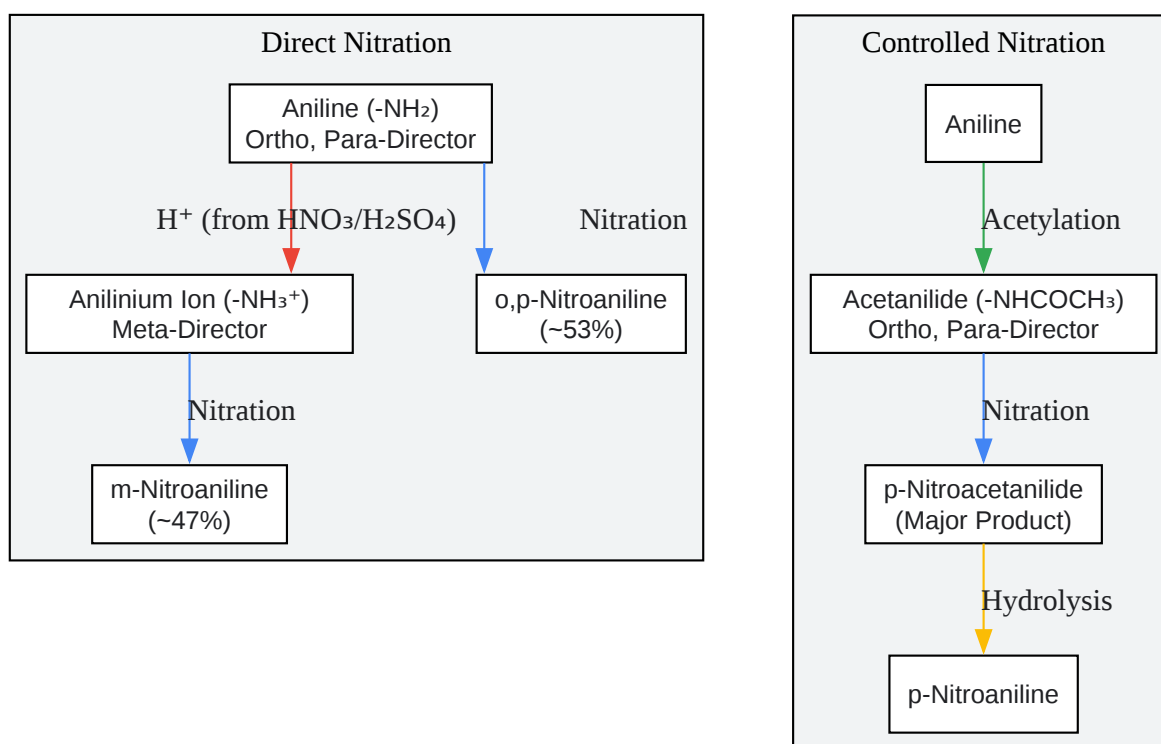 Direct Nitration
Aniline (-NH₂)
Ortho, Para-Director
H⁺ (from HNO₃/H₂SO₄)
Nitration
Anilinium Ion (-NH₃⁺)
Meta-Director
o,p-Nitroaniline
(~53%)
Nitration
m-Nitroaniline
(~47%)
Controlled Nitration
Aniline
Acetylation
Acetanilide (-NHCOCH₃)
Ortho, Para-Director
Nitration
p-Nitroacetanilide
(Major Product)
Hydrolysis
p-Nitroaniline